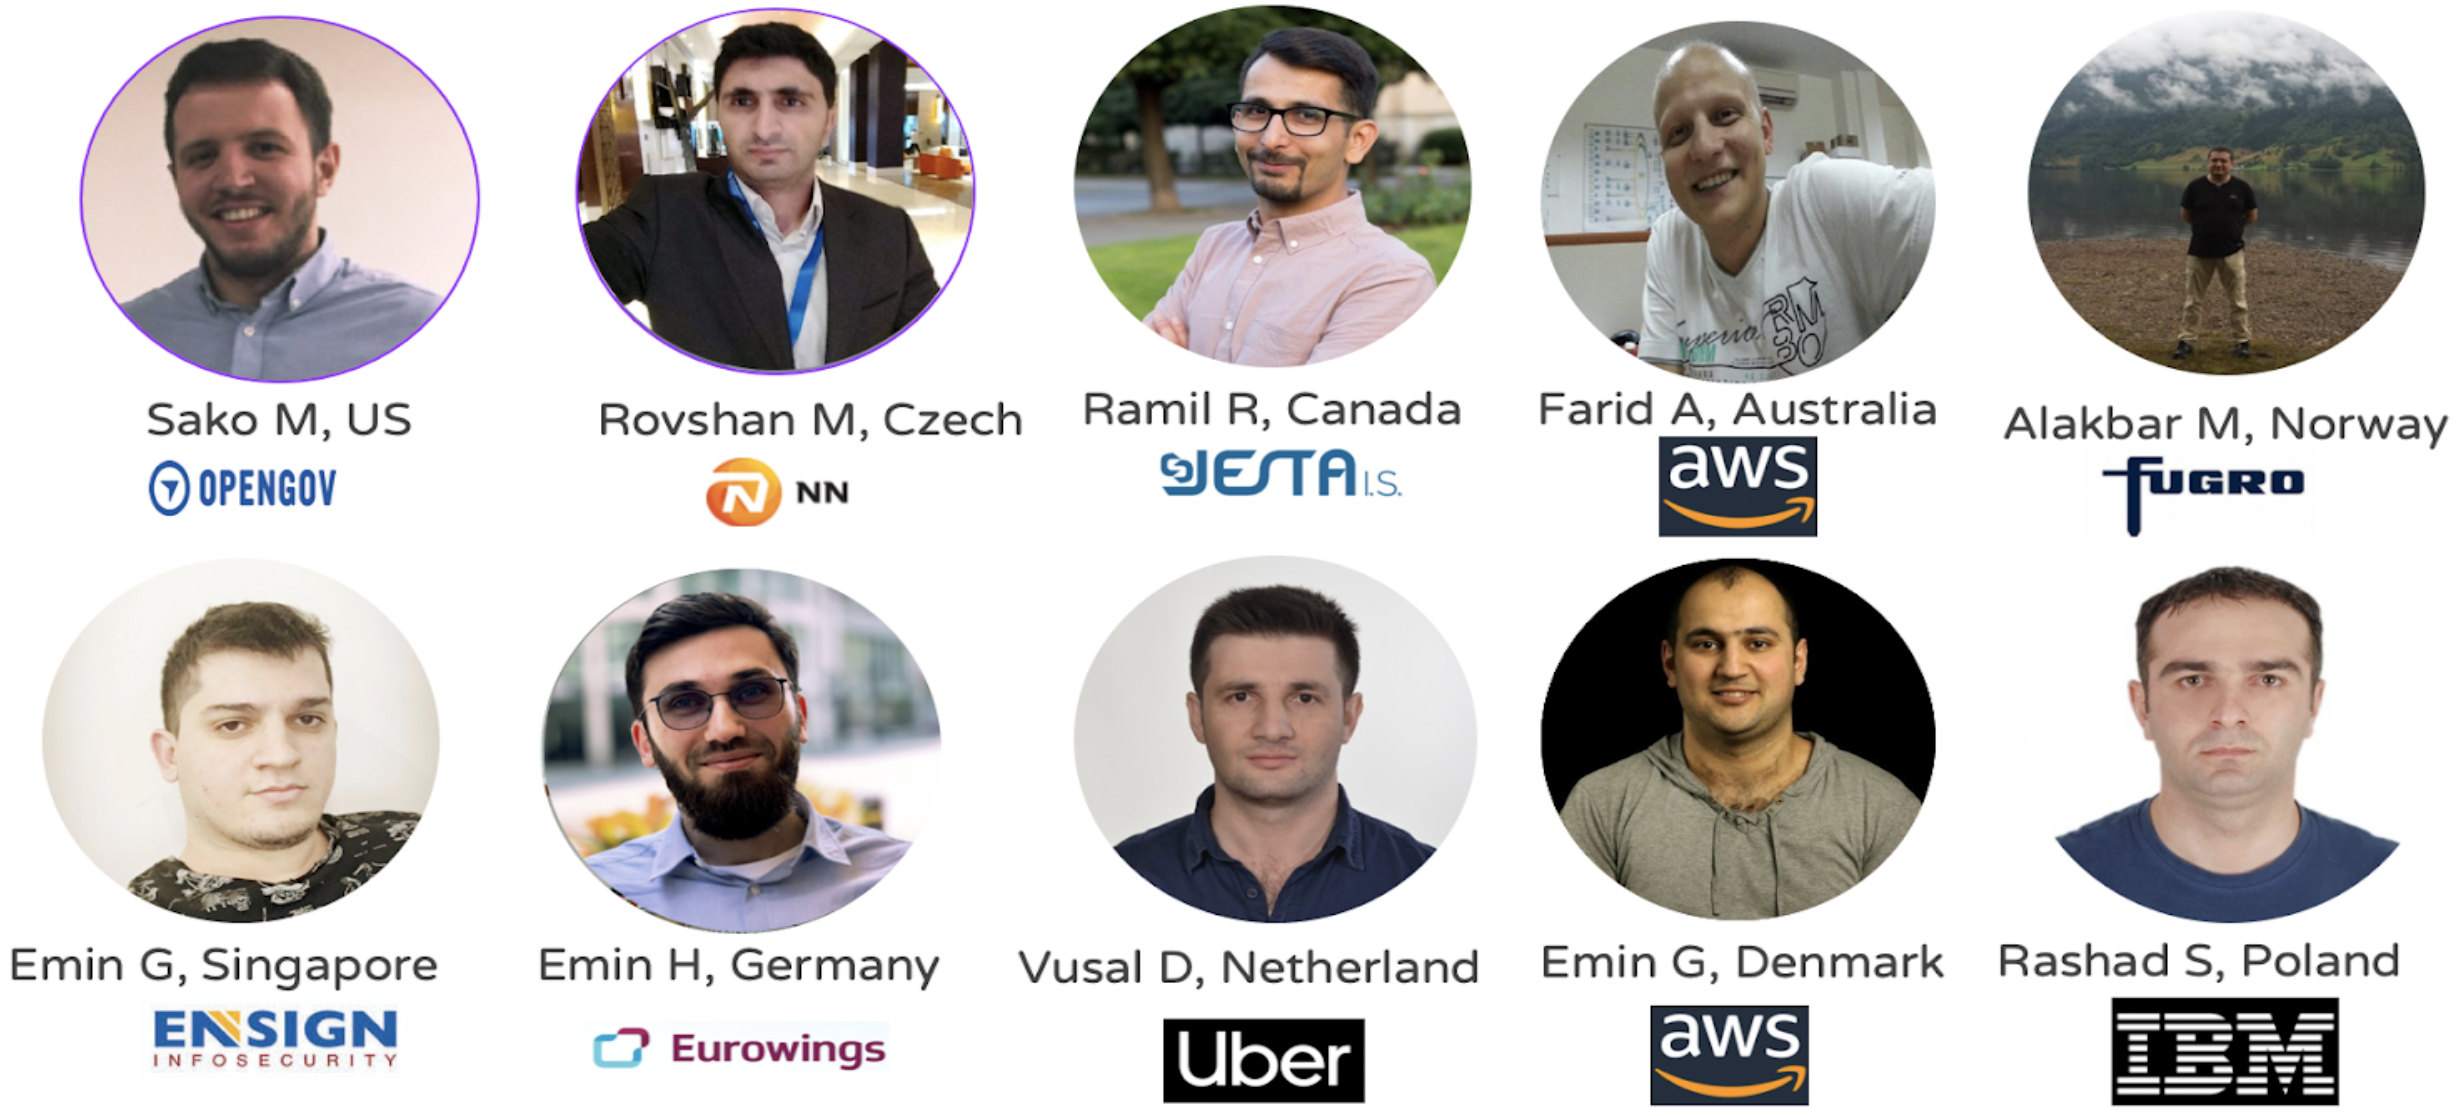 Sako M, US
OPENGOV
Rovshan M, Czech
NN
Ramil R, Canada
JESTA I.S.
Farid A, Australia
aws
Alakbar M, Norway
FUGRO
Emin G, Singapore
ENSIGN
INFOSECURITY
Emin H, Germany
Eurowings
Vusal D, Netherland
Uber
Emin G, Denmark
aws
Rashad S, Poland
IBM